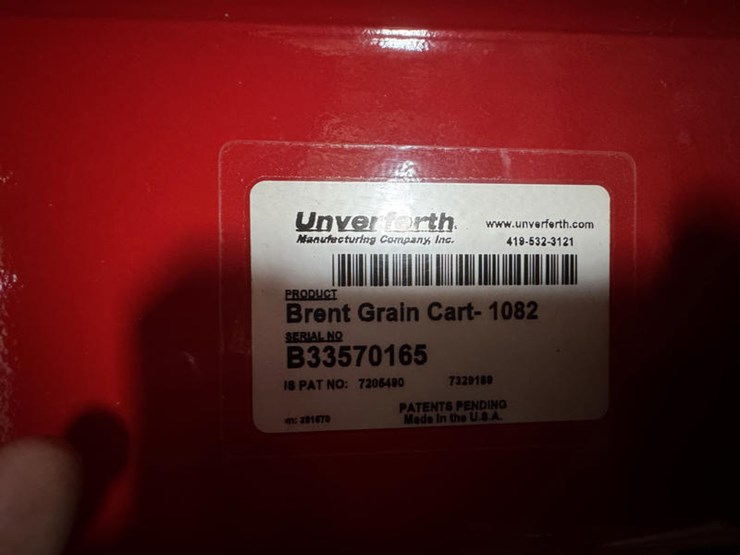 Unverferth
www.unverferth.com
Manufacturing Company, Inc.
419-532-3121
PRODUCT
Brent Grain Cart- 1082
SERIAL NO
B33570165
IS PAT NO: 7205490 7329189
PATENTS PENDING
Made in the U.S.A.